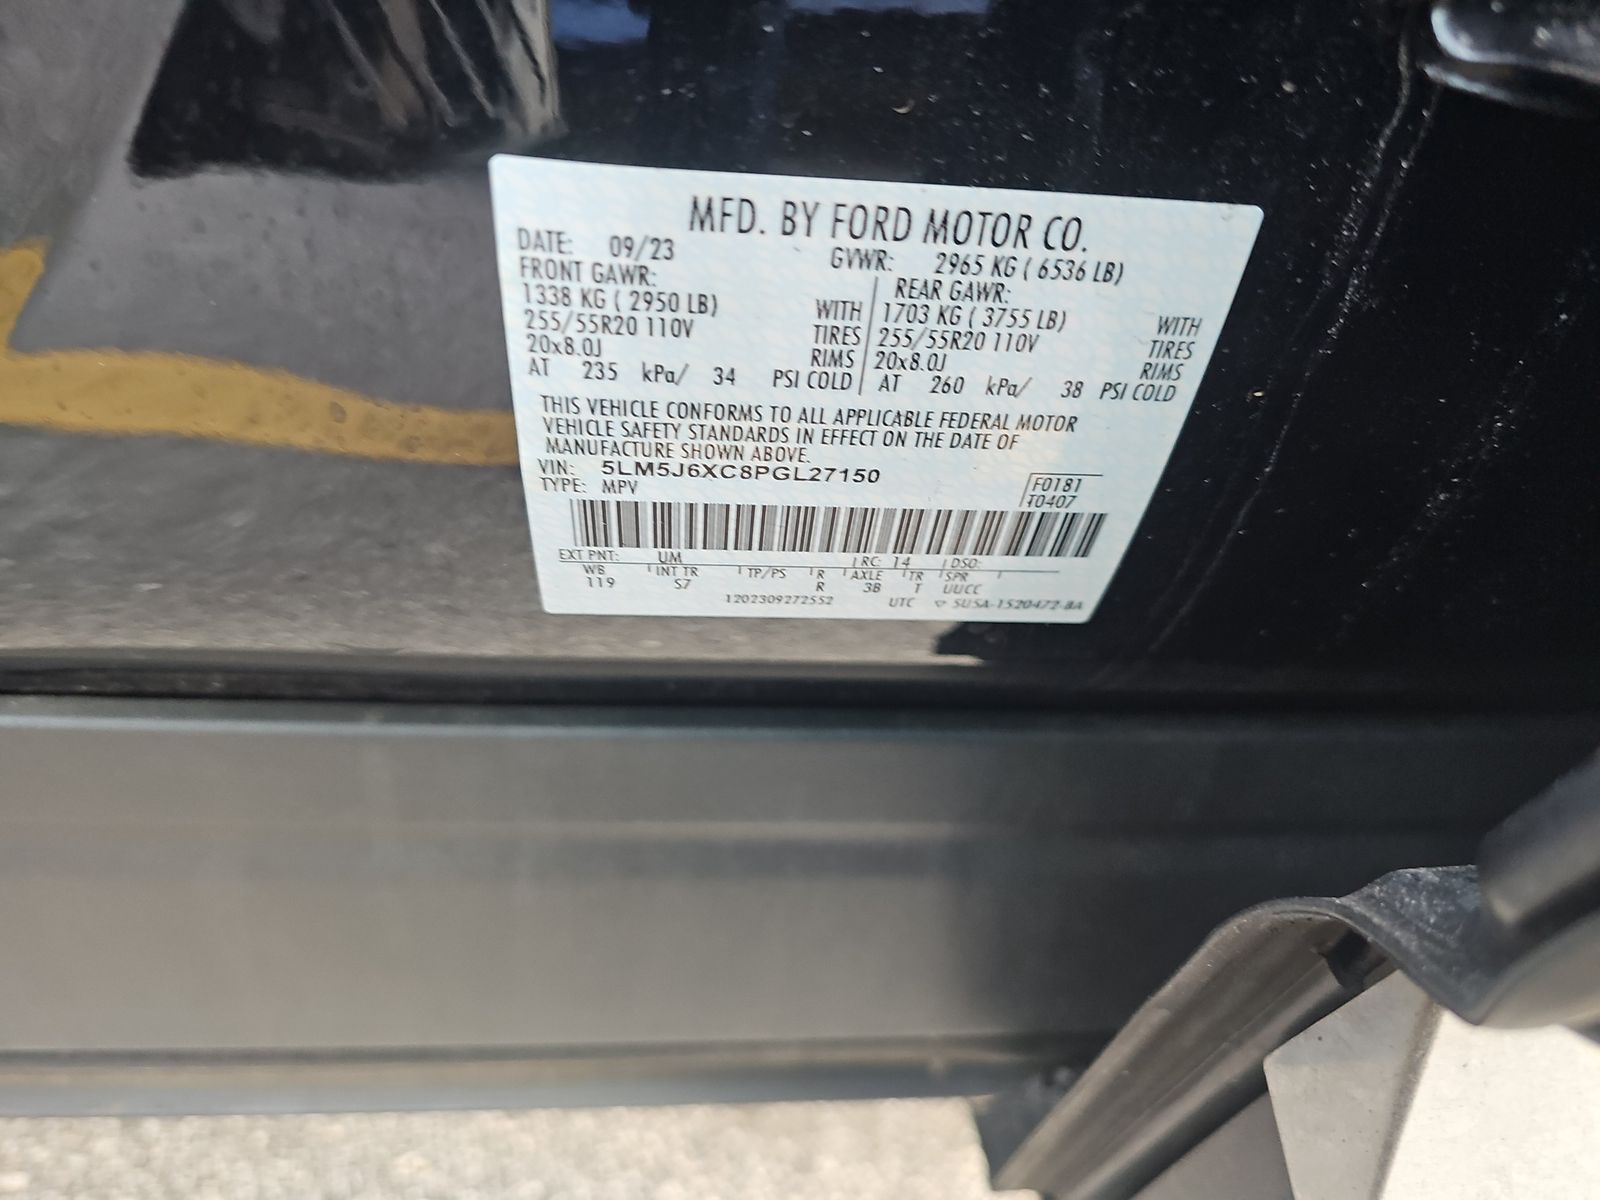 MFD. BY FORD MOTOR CO.
DATE: 09/23 GVWR: 2965 KG ( 6536 LB)
FRONT GAWR: REAR GAWR:
1338 KG ( 2950 LB) WITH 1703 KG ( 3755 LB) WITH
255/55R20 110V TIRES 255/55R20 110V TIRES
20x8.0J RIMS 20x8.0J RIMS
AT 235 kPa/ 34 PSI COLD AT 260 kPa/ 38 PSI COLD
THIS VEHICLE CONFORMS TO ALL APPLICABLE FEDERAL MOTOR
VEHICLE SAFETY STANDARDS IN EFFECT ON THE DATE OF
MANUFACTURE SHOWN ABOVE.
VIN: 5LM5J6XC8PGL27150
TYPE: MPV F0181
T0407
EXT PNT: UM RC: 14 DSO:
WB INT TR TP/PS R AXLE TR SPR
119 S7 R 3B T UUCC
1202309272552 UTC ▽ 5U5A-1520472-BA